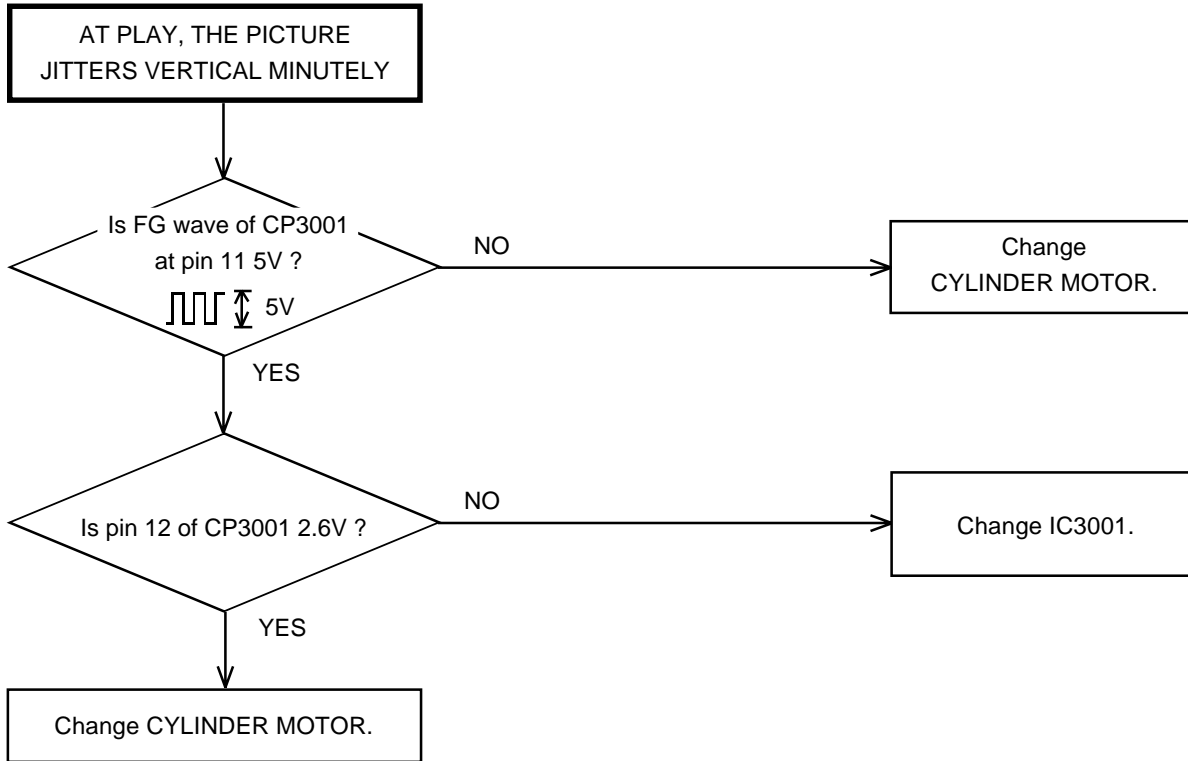 AT PLAY, THE PICTURE
JITTERS VERTICAL MINUTELY
Is FG wave of CP3001
at pin 11 5V ?
5V
NO
Change
CYLINDER MOTOR.
YES
Is pin 12 of CP3001 2.6V ?
NO
Change IC3001.
YES
Change CYLINDER MOTOR.